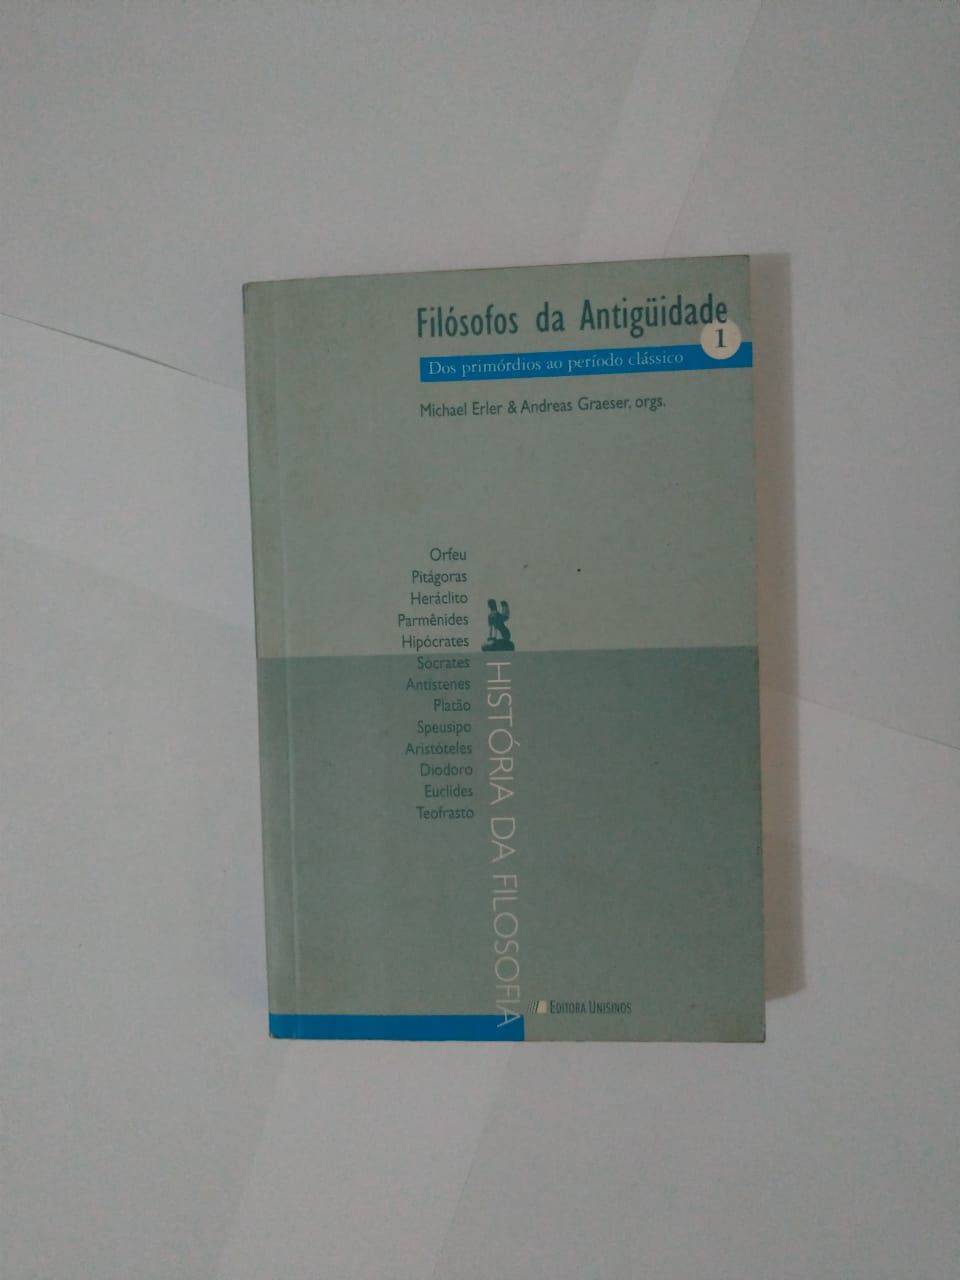 Filósofos da Antigüidade
1
Dos primórdios ao período clássico
Michael Erler & Andreas Graeser, orgs.
Orfeu
Pitágoras
Heráclito
Parmênides
Hipócrates
Sócrates
Antístenes
Platão
Speusipo
Aristóteles
Diodoro
Euclides
Teofrasto
HISTÓRIA DA FILOSOFIA
EDITORA UNISINOS